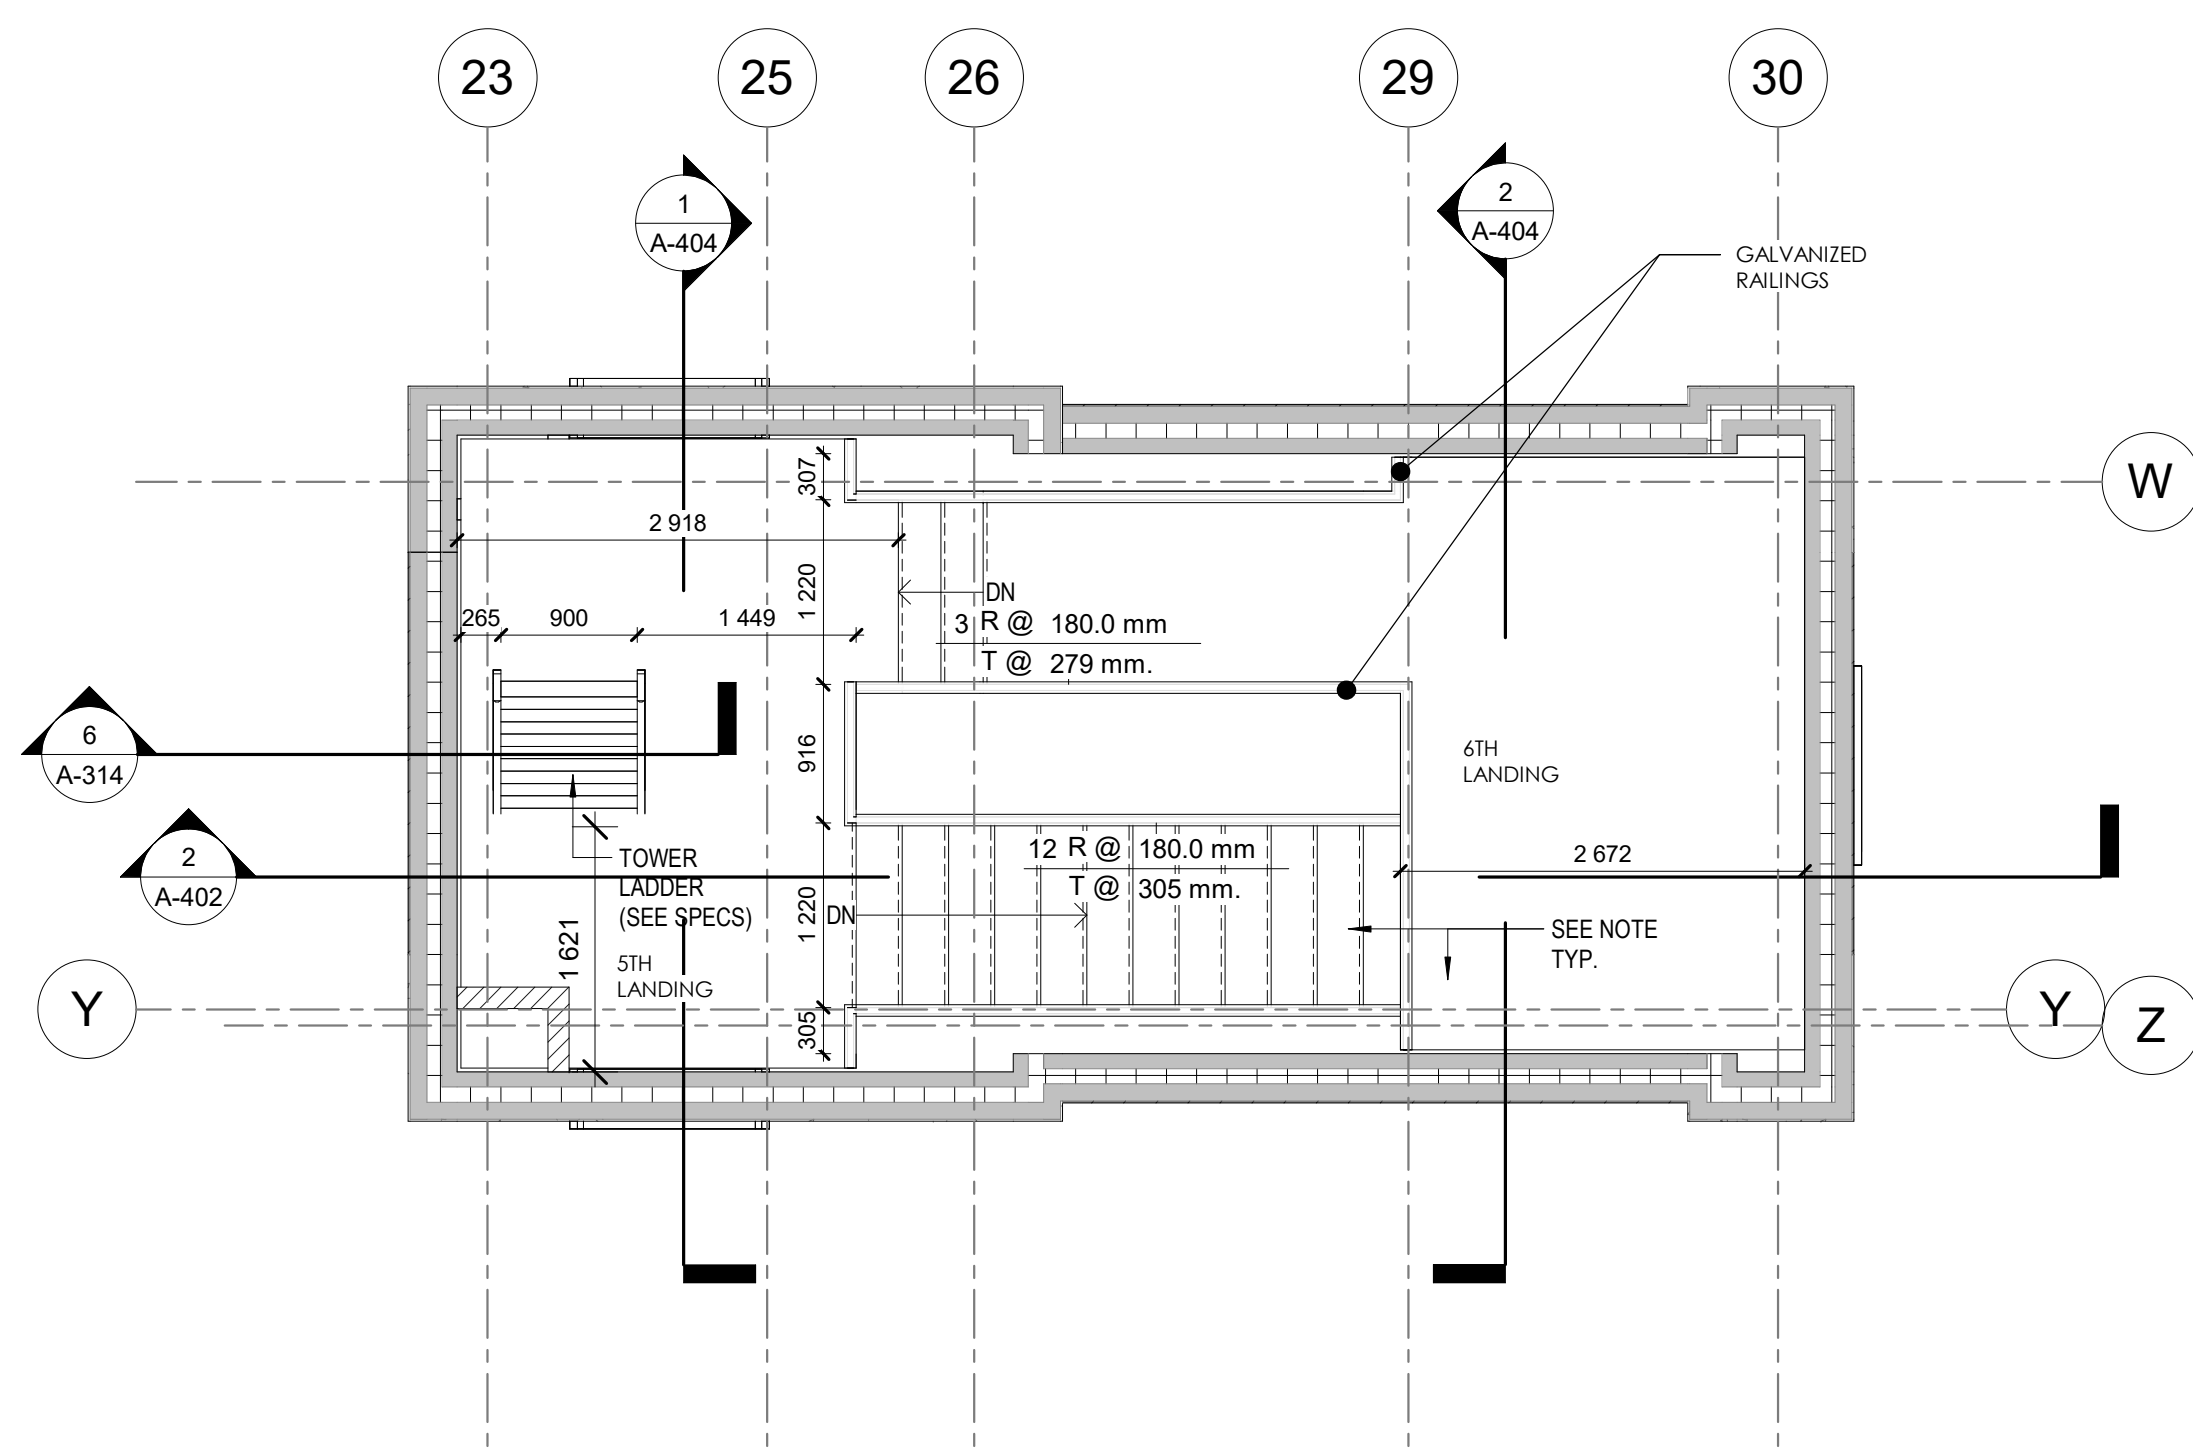 23
25
26
29
30
1
A-404
2
A-404
GALVANIZED
RAILINGS
W
307
2 918
1 220
DN
3 R @ 180.0 mm
T @ 279 mm.
265
900
1 449
6
A-314
916
6TH
LANDING
2
A-402
TOWER
LADDER
(SEE SPECS)
12 R @ 180.0 mm
T @ 305 mm.
2 672
1 220
DN
1 621
5TH
LANDING
SEE NOTE
TYP.
305
Y
Y
Z